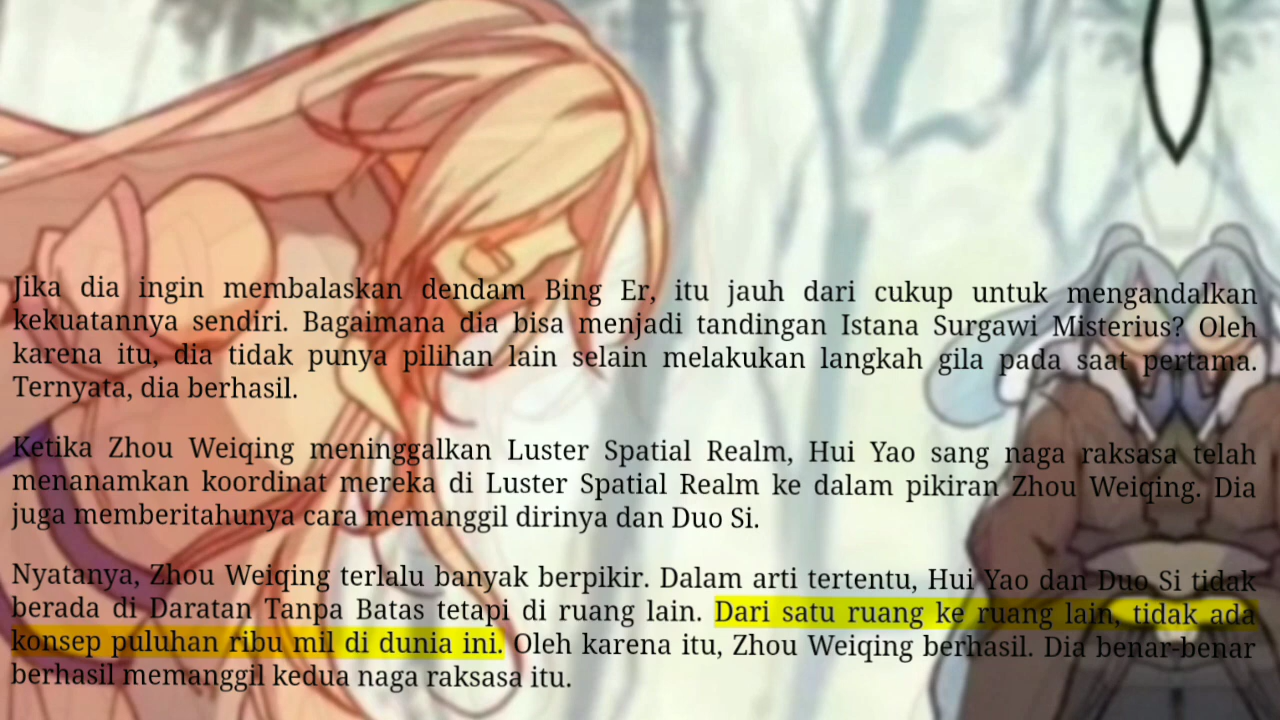 Jika dia ingin membalaskan dendam Bing Er, itu jauh dari cukup untuk mengandalkan
kekuatannya sendiri. Bagaimana dia bisa menjadi tandingan Istana Surgawi Misterius? Oleh
karena itu, dia tidak punya pilihan lain selain melakukan langkah gila pada saat pertama.
Ternyata, dia berhasil.
Ketika Zhou Weiqing meninggalkan Luster Spatial Realm, Hui Yao sang naga raksasa telah
menanamkan koordinat mereka di Luster Spatial Realm ke dalam pikiran Zhou Weiqing. Dia
juga memberitahunya cara memanggil dirinya dan Duo Si.
Nyatanya, Zhou Weiqing terlalu banyak berpikir. Dalam arti tertentu, Hui Yao dan Duo Si tidak
berada di Daratan Tanpa Batas tetapi di ruang lain. Dari satu ruang ke ruang lain, tidak ada
konsep puluhan ribu mil di dunia ini. Oleh karena itu, Zhou Weiqing berhasil. Dia benar-benar
berhasil memanggil kedua naga raksasa itu.